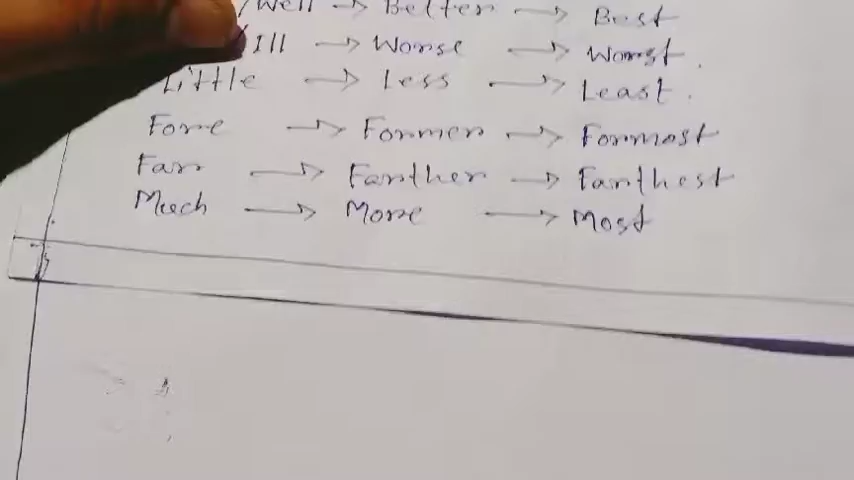 /Well → Better → Best
Ill → Worse → Worst.
Little → Less → Least.
Fore → Former → Formost
Far → Farther → Farthest
Much → More → Most